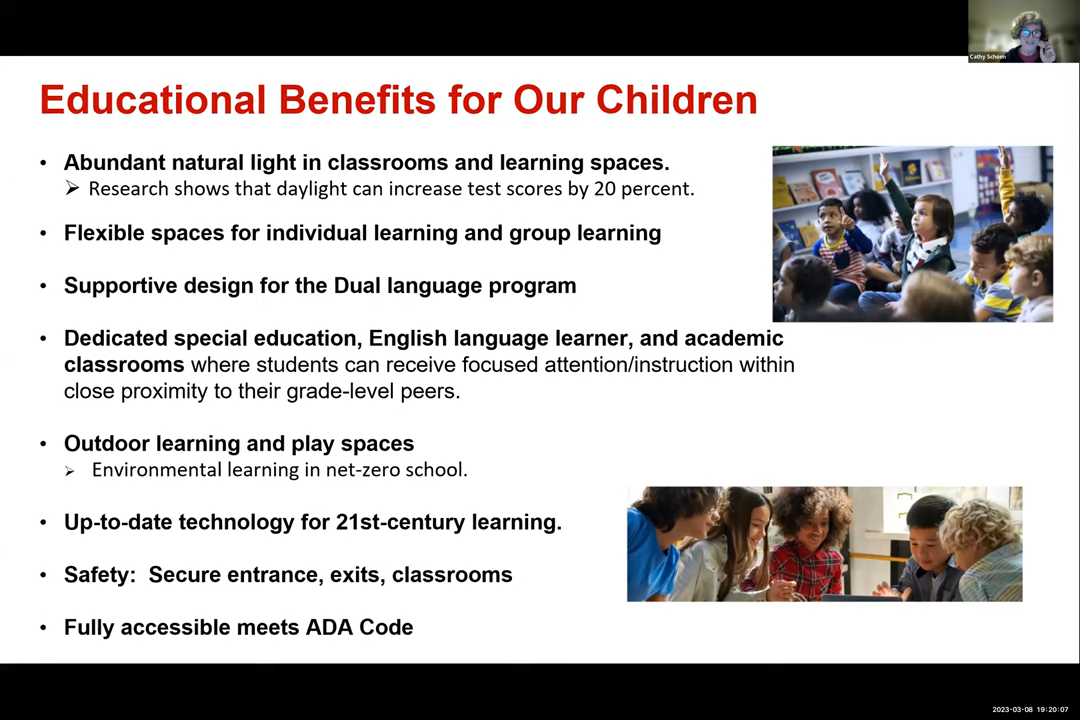 Cathy Schoen
Educational Benefits for Our Children
• Abundant natural light in classrooms and learning spaces.
➢ Research shows that daylight can increase test scores by 20 percent.
• Flexible spaces for individual learning and group learning
• Supportive design for the Dual language program
• Dedicated special education, English language learner, and academic
classrooms where students can receive focused attention/instruction within
close proximity to their grade-level peers.
• Outdoor learning and play spaces
➢ Environmental learning in net-zero school.
• Up-to-date technology for 21st-century learning.
• Safety: Secure entrance, exits, classrooms
• Fully accessible meets ADA Code
2023-03-08 19:20:07